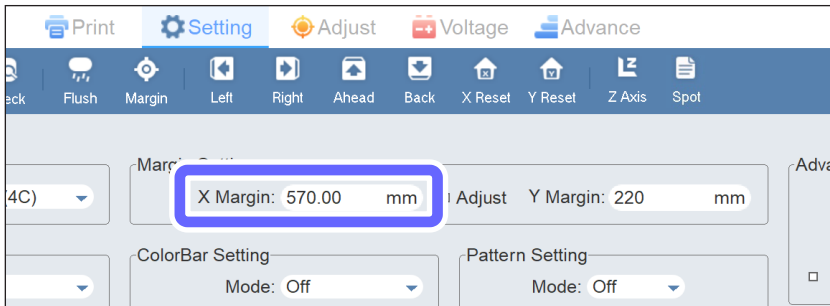 Print Setting Adjust Voltage Advance
eck Flush Margin Left Right Ahead Back X Reset Y Reset Z Axis Spot
4C)
X Margin: 570.00 mm Adjust Y Margin: 220 mm
ColorBar Setting Pattern Setting
Mode: Off Mode: Off